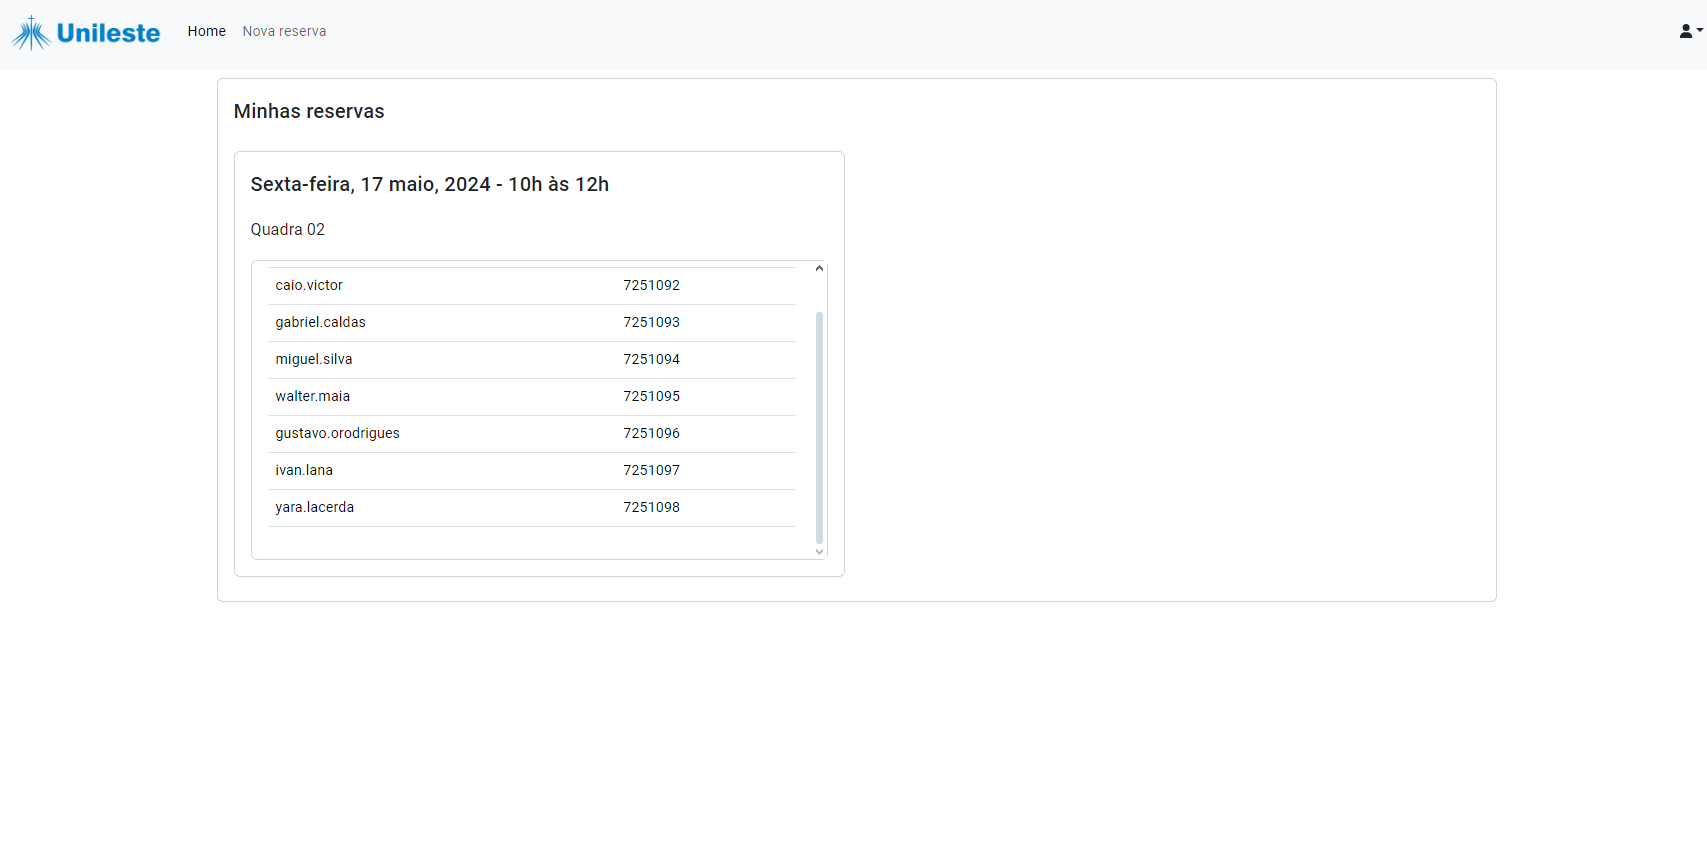 Unileste Home Nova reserva
Minhas reservas
Sexta-feira, 17 maio, 2024 - 10h às 12h
Quadra 02
caio.victor 7251092
gabriel.caldas 7251093
miguel.silva 7251094
walter.maia 7251095
gustavo.orodrigues 7251096
ivan.lana 7251097
yara.lacerda 7251098